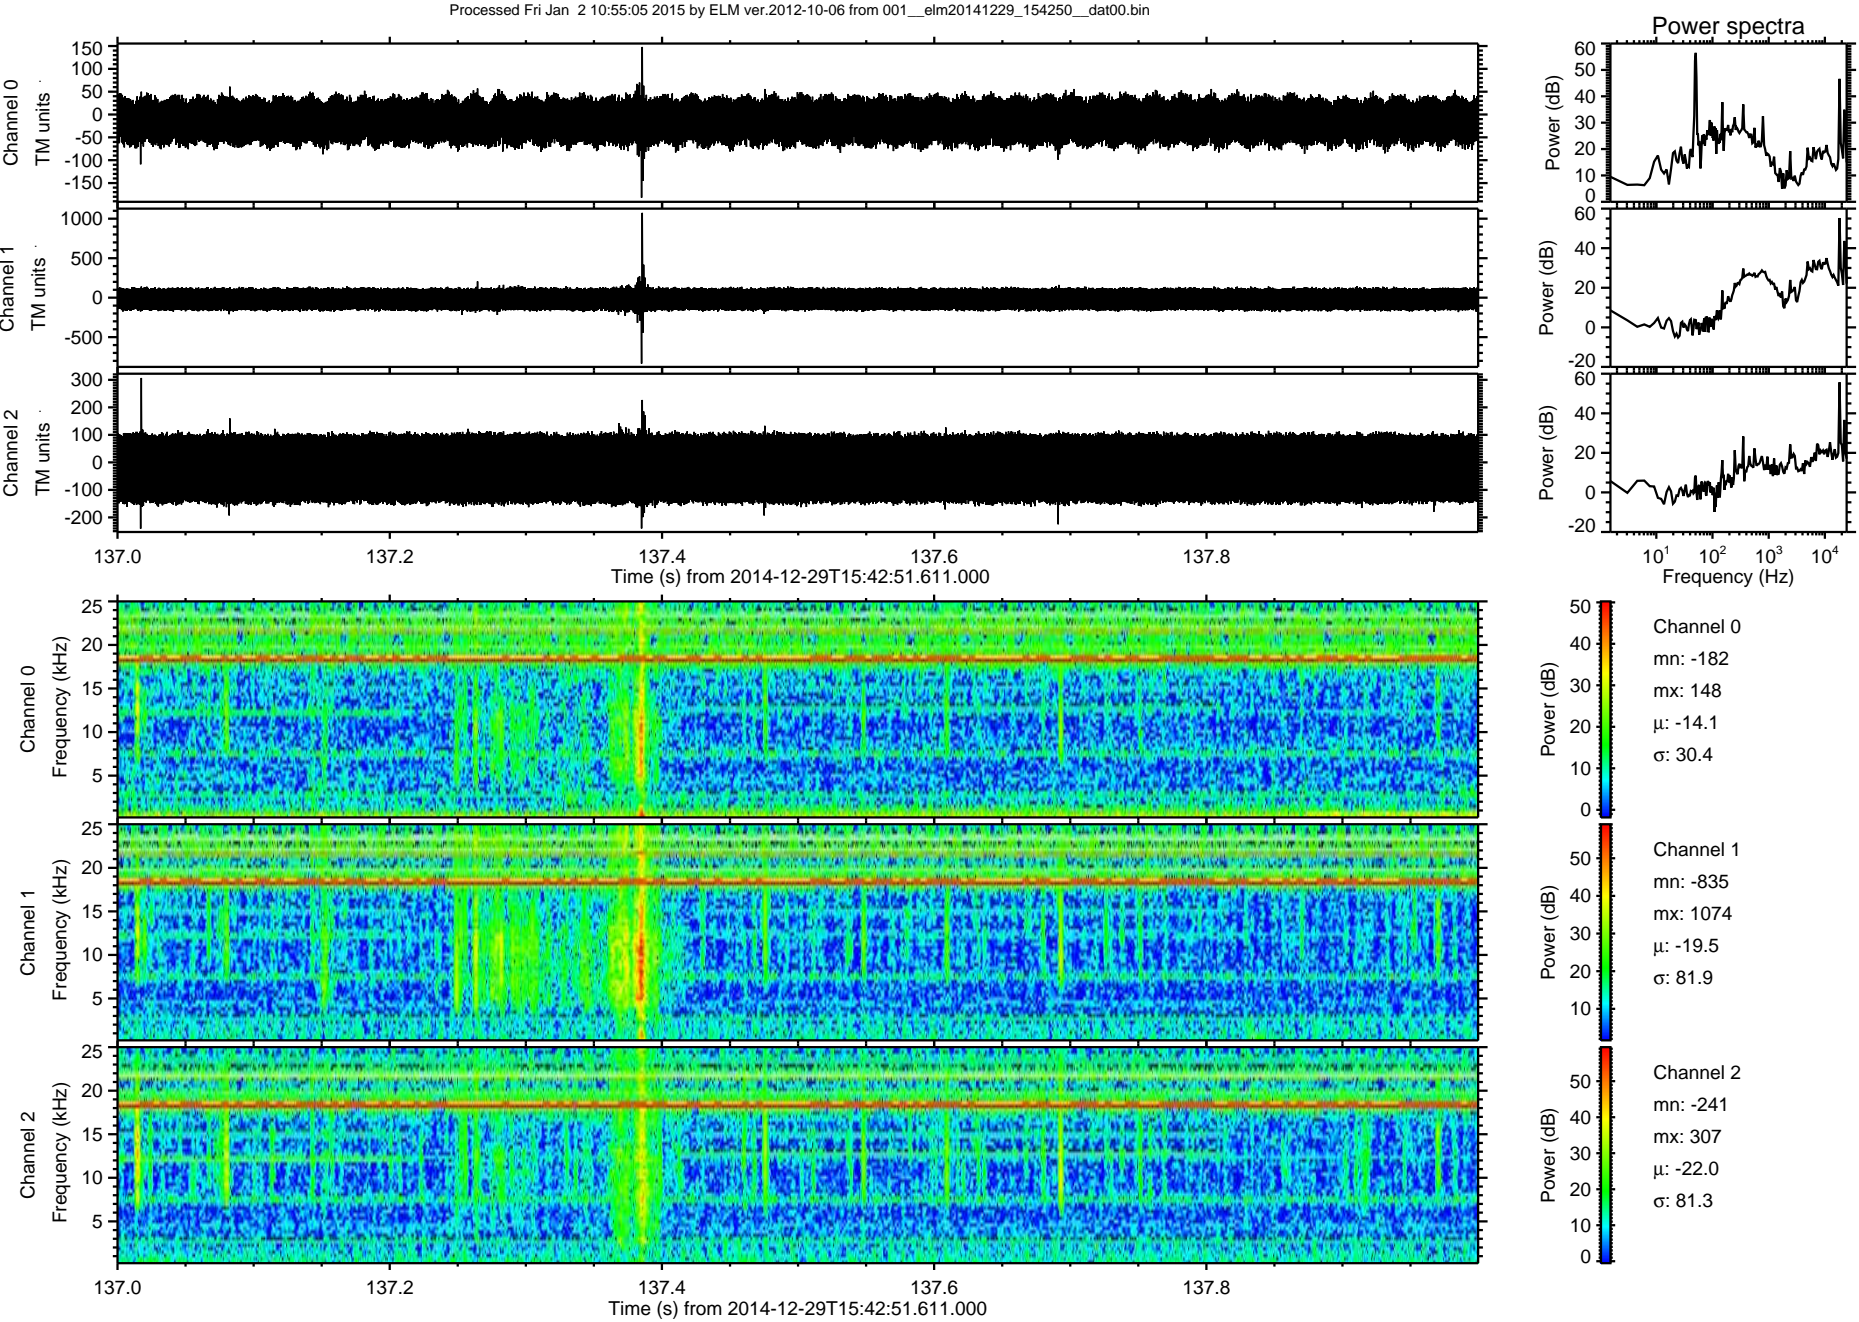 Processed Fri Jan  2 10:55:05 2015 by ELM ver.2012-10-06 from 001__elm20141229_154250__dat00.bin
Power spectra
Channel 0
TM units
150
100
50
0
-50
-100
-150
Power (dB)
60
50
40
30
20
10
0
Channel 1
TM units
1000
500
0
-500
Power (dB)
60
40
20
0
-20
Channel 2
TM units
300
200
100
0
-100
-200
Power (dB)
60
40
20
0
-20
137.0 137.2 137.4 137.6 137.8
Time (s) from 2014-12-29T15:42:51.611.000
10¹ 10² 10³ 10⁴
Frequency (Hz)
Channel 0
Frequency (kHz)
25
20
15
10
5
Power (dB)
50
40
30
20
10
0
Channel 0
mn: -182
mx: 148
µ: -14.1
σ: 30.4
Channel 1
Frequency (kHz)
25
20
15
10
5
Power (dB)
50
40
30
20
10
Channel 1
mn: -835
mx: 1074
µ: -19.5
σ: 81.9
Channel 2
Frequency (kHz)
25
20
15
10
5
Power (dB)
50
40
30
20
10
0
Channel 2
mn: -241
mx: 307
µ: -22.0
σ: 81.3
137.0 137.2 137.4 137.6 137.8
Time (s) from 2014-12-29T15:42:51.611.000